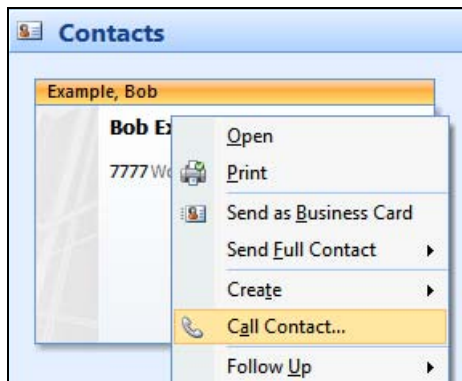 Contacts
Example, Bob
Bob
7777
Open
Print
Send as Business Card
Send Full Contact
Create
Call Contact...
Follow Up